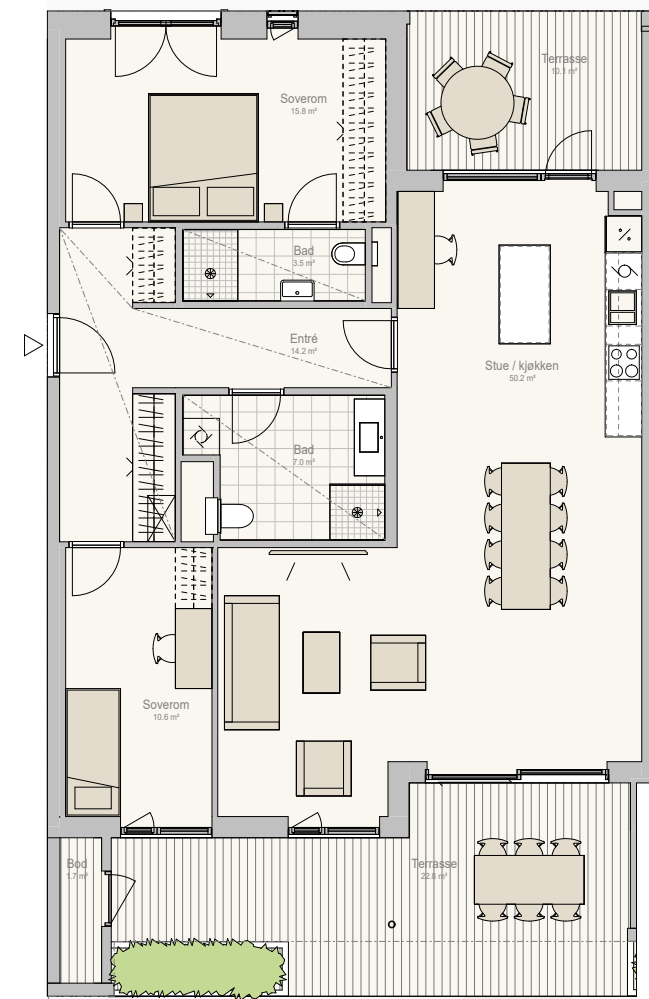 Terrasse
10.1 m²
Soverom
15.8 m²
Bad
3.5 m²
Entré
14.2 m²
Stue / kjøkken
50.2 m²
Bad
7.0 m²
Soverom
10.6 m²
Bod
1.7 m²
Terrasse
22.8 m²